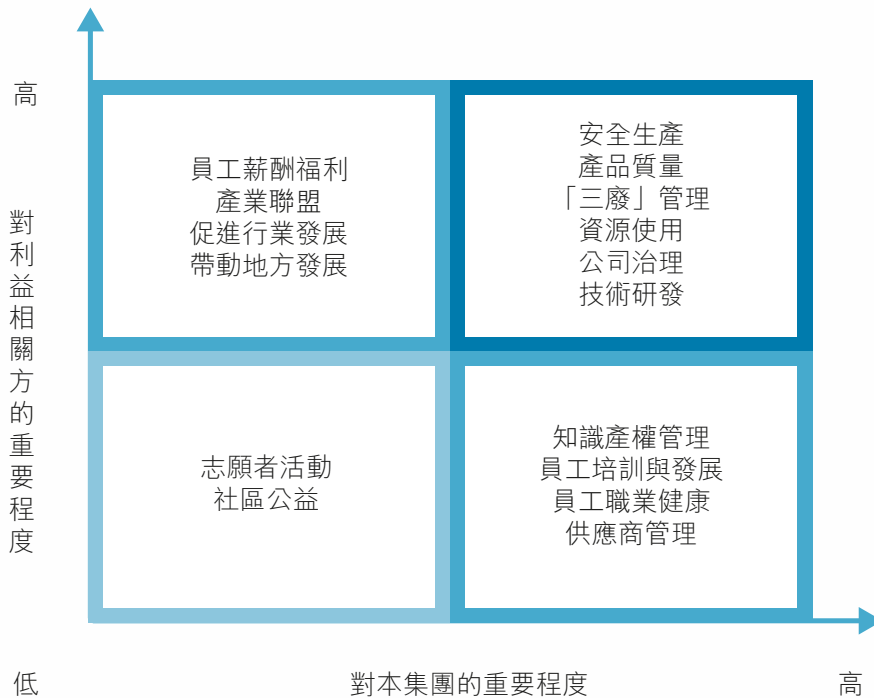 高
對利益相關方的重要程度
員工薪酬福利
產業聯盟
促進行業發展
帶動地方發展
安全生產
產品質量
「三廢」管理
資源使用
公司治理
技術研發
志願者活動
社區公益
知識產權管理
員工培訓與發展
員工職業健康
供應商管理
低
對本集團的重要程度
高